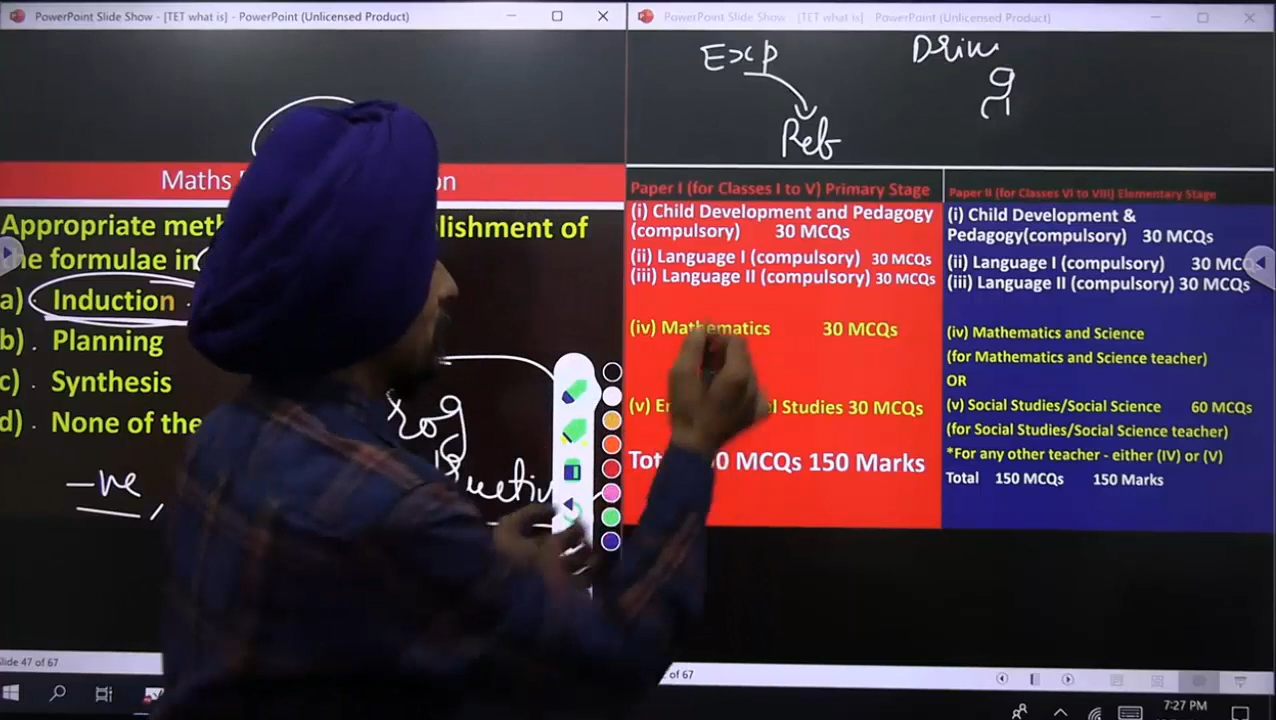 PowerPoint Slide Show - [TET what is] - PowerPoint (Unlicensed Product)
Maths
on
Appropriate
lishment of
he formulae in
a) . Induction .
b) . Planning
c) . Synthesis
d) . None of the
-ve,
Slide 47 of 67
PowerPoint Slide Show - [TET what is] - PowerPoint (Unlicensed Product)
Exp
Driv
Reb
Paper I (for Classes I to V) Primary Stage
(i) Child Development and Pedagogy
(compulsory) 30 MCQs
(ii) Language I (compulsory) 30 MCQs
(iii) Language II (compulsory) 30 MCQs
(iv) Mathematics 30 MCQs
(v)
Studies 30 MCQs
0 MCQs 150 Marks
Paper II (for Classes VI to VIII) Elementary Stage
(i) Child Development &
Pedagogy(compulsory) 30 MCQs
(ii) Language I (compulsory) 30 MCQs
(iii) Language II (compulsory) 30 MCQs
(iv) Mathematics and Science
(for Mathematics and Science teacher)
OR
(v) Social Studies/Social Science 60 MCQs
(for Social Studies/Social Science teacher)
*For any other teacher - either (IV) or (V)
Total 150 MCQs 150 Marks
of 67
7:27 PM